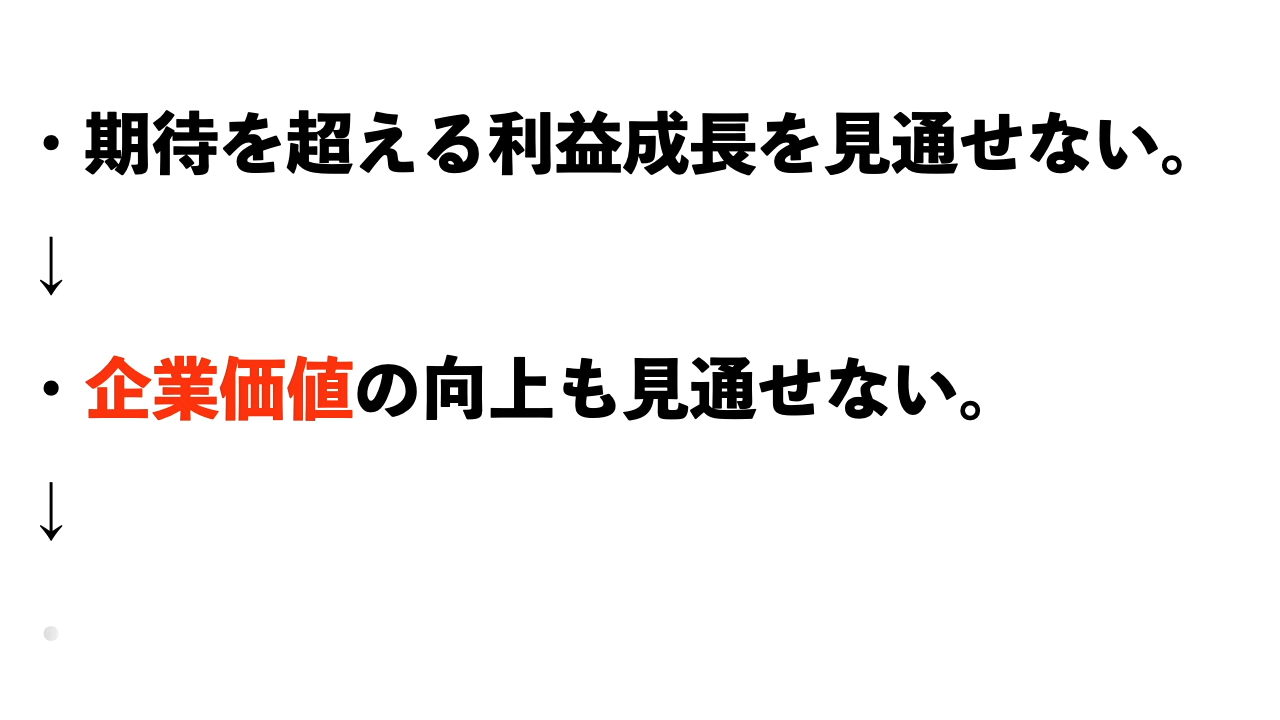 ・期待を超える利益成長を見通せない。
↓
・企業価値の向上も見通せない。
↓
・